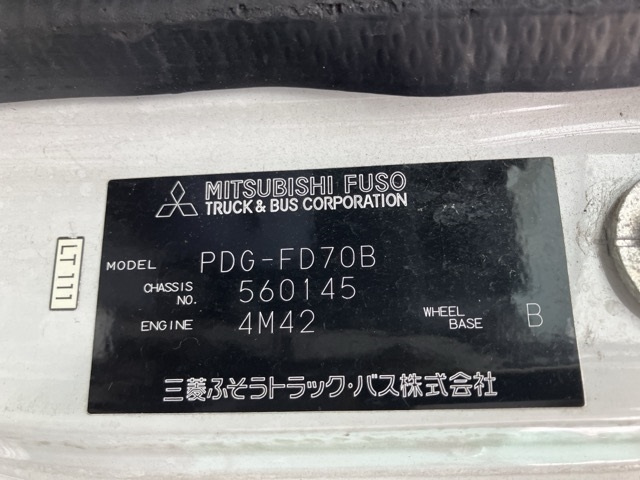 MITSUBISHI FUSO
TRUCK & BUS CORPORATION
LT111
MODEL PDG-FD70B
CHASSIS NO. 560145
ENGINE 4M42 WHEEL BASE B
三菱ふそうトラック・バス株式会社